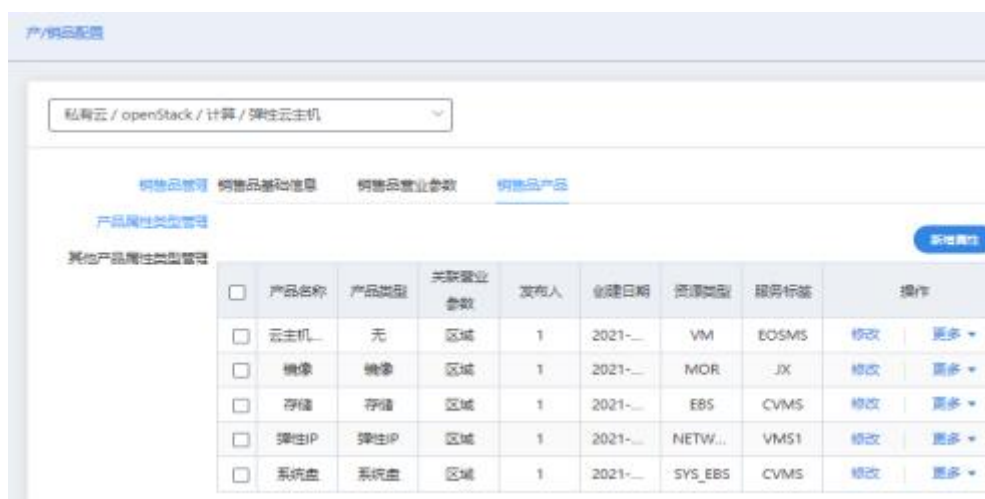 产/销品配置
私有云 / openStack / 计算 / 弹性云主机
销售品管理 销售品基础信息 销售品营业参数 销售品产品
产品属性类型管理
新增属性
其他产品属性类型管理
产品名称 产品类型 关联营业参数 发布人 创建日期 资源类型 服务标签 操作
云主机... 无 区域 1 2021-... VM EOSMS 修改 更多
镜像 镜像 区域 1 2021-... MOR JX 修改 更多
存储 存储 区域 1 2021-... EBS CVMS 修改 更多
弹性IP 弹性IP 区域 1 2021-... NETW... VMS1 修改 更多
系统盘 系统盘 区域 1 2021-... SYS_EBS CVMS 修改 更多